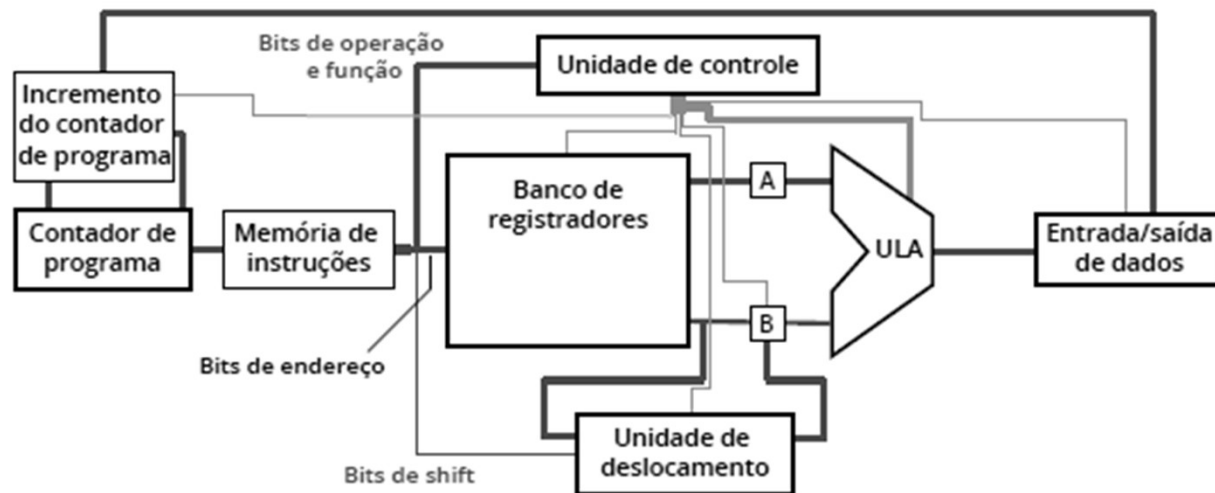 Bits de operação
e função
Unidade de controle
Incremento
do contador
de programa
Banco de
registradores
A
Contador de
programa
Memória de
instruções
ULA
Entrada/saída
de dados
B
Bits de endereço
Unidade de
deslocamento
Bits de shift